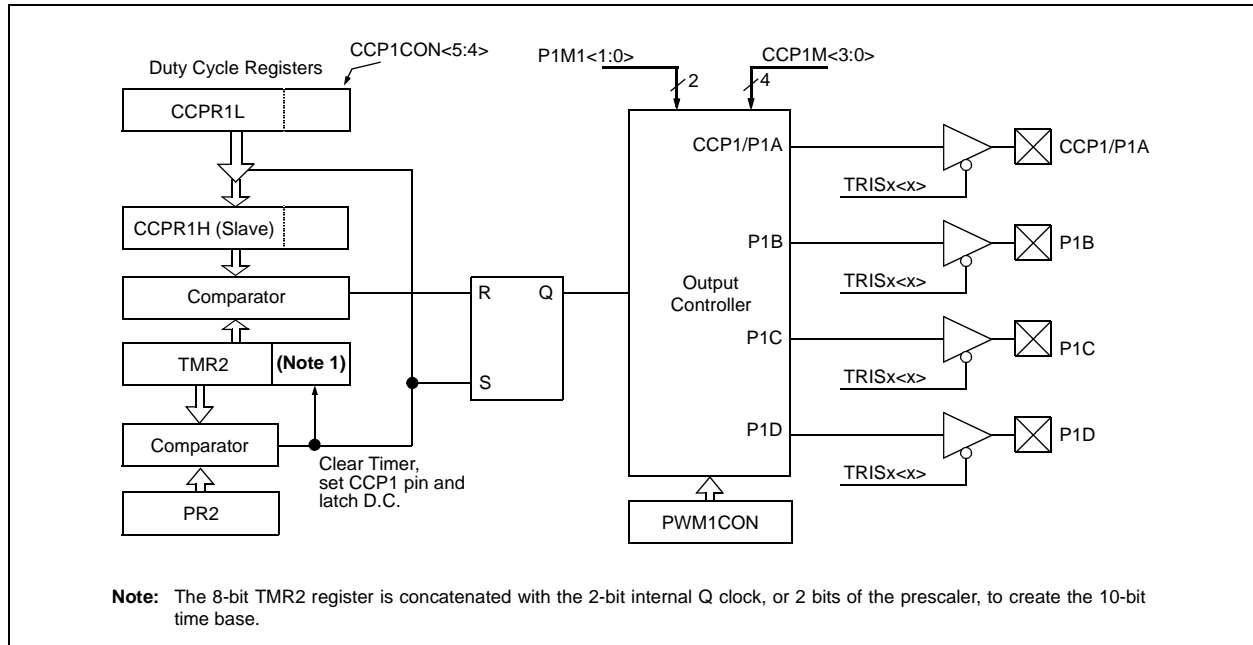 CCP1CON<5:4>
Duty Cycle Registers
CCPR1L
CCPR1H (Slave)
Comparator
TMR2
(Note 1)
Comparator
PR2
Clear Timer,
set CCP1 pin and
latch D.C.
R
Q
S
P1M1<1:0>
2
CCP1M<3:0>
4
CCP1/P1A
P1B
Output
Controller
P1C
P1D
PWM1CON
TRISx<x>
CCP1/P1A
TRISx<x>
P1B
TRISx<x>
P1C
TRISx<x>
P1D
Note: The 8-bit TMR2 register is concatenated with the 2-bit internal Q clock, or 2 bits of the prescaler, to create the 10-bit
time base.